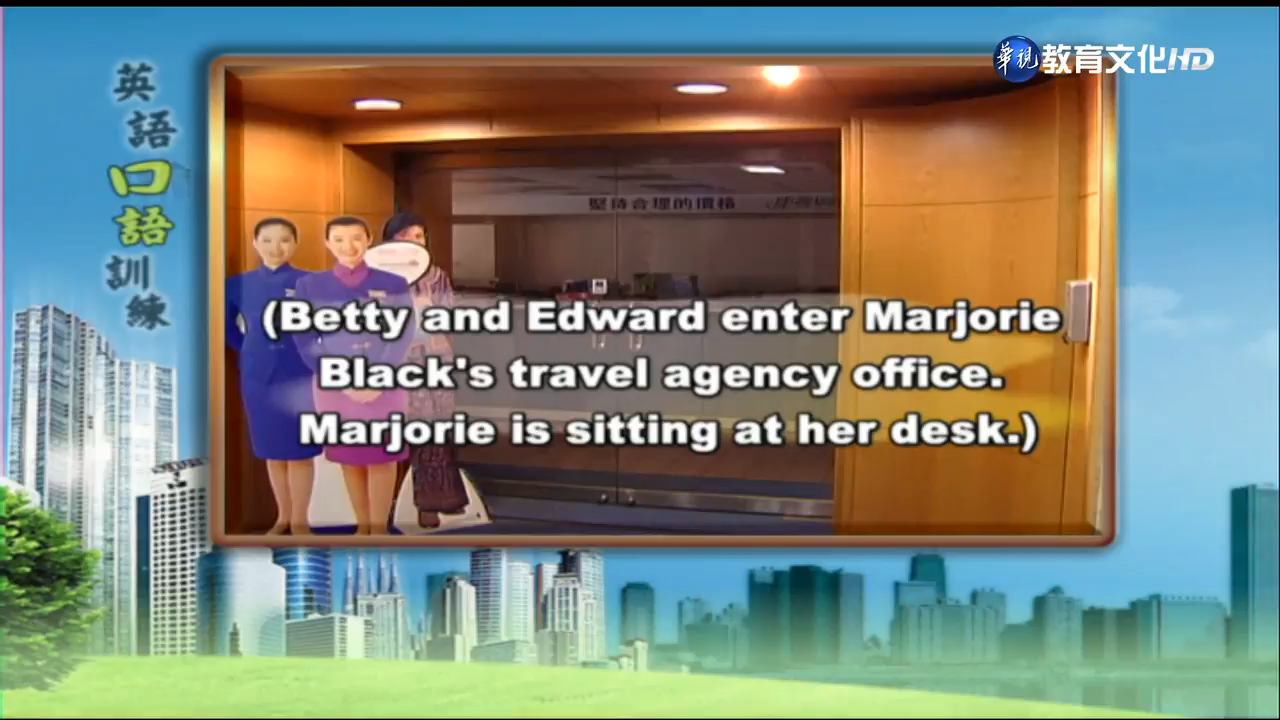 華視 教育文化HD
英語口語訓練
堅持合理的價格
(Betty and Edward enter Marjorie
Black's travel agency office.
Marjorie is sitting at her desk.)